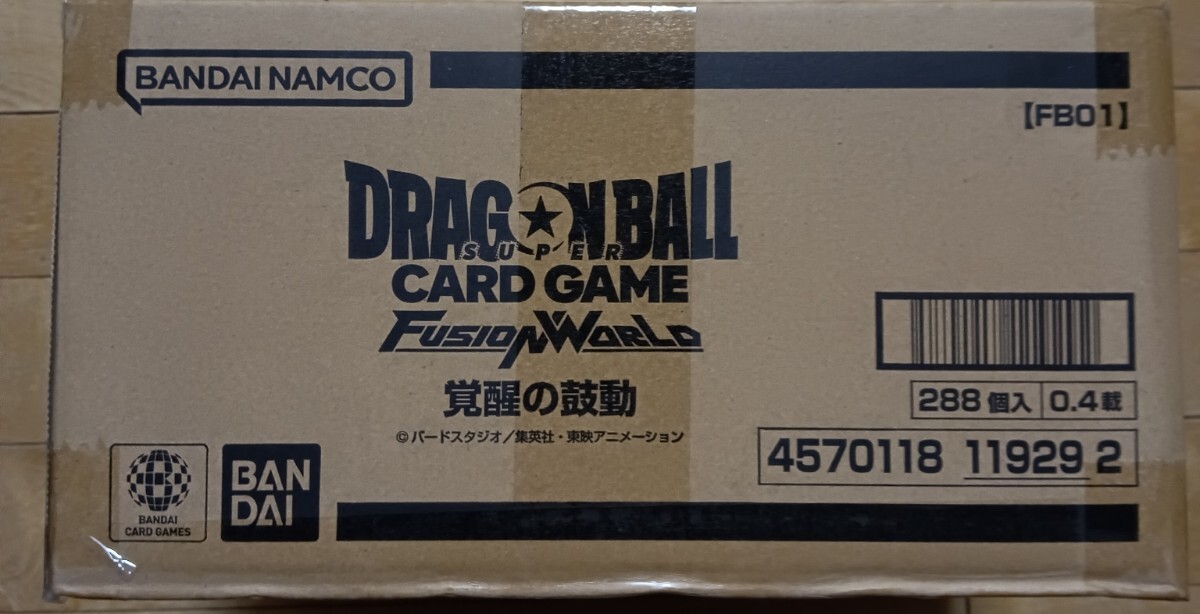 BANDAI NAMCO
【FB01】
DRAGONBALL
SUPER
CARD GAME
FUSION WORLD
覚醒の鼓動
©バードスタジオ/集英社・東映アニメーション
288個入 0.4載
4570118 11929 2
BANDAI
CARD GAMES
BAN
DAI